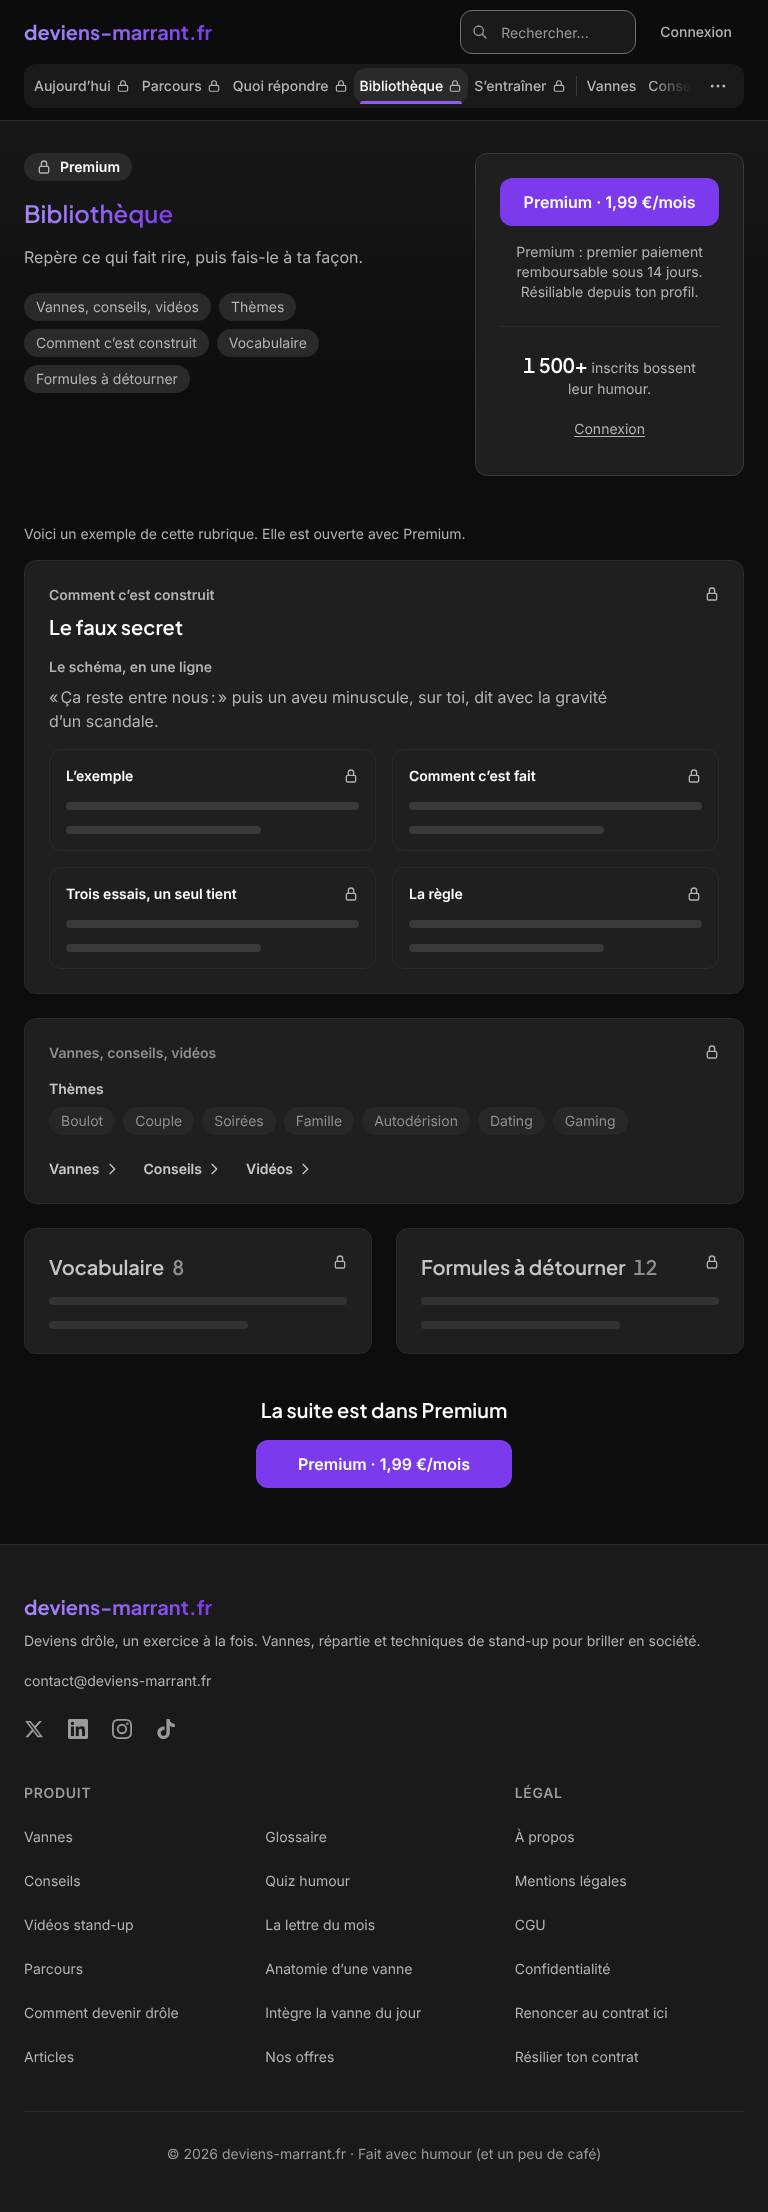 deviens-marrant.fr
Rechercher...
Connexion
Aujourd’hui
Parcours
Quoi répondre
Bibliothèque
S’entraîner
Vannes
Premium
Bibliothèque
Repère ce qui fait rire, puis fais-le à ta façon.
Vannes, conseils, vidéos
Thèmes
Comment c’est construit
Vocabulaire
Formules à détourner
Premium · 1,99 €/mois
Premium : premier paiement
remboursable sous 14 jours.
Résiliable depuis ton profil.
1 500+ inscrits bossent
leur humour.
Connexion
Voici un exemple de cette rubrique. Elle est ouverte avec Premium.
Comment c’est construit
Le faux secret
Le schéma, en une ligne
« Ça reste entre nous : » puis un aveu minuscule, sur toi, dit avec la gravité
d’un scandale.
L’exemple
Comment c’est fait
Trois essais, un seul tient
La règle
Vannes, conseils, vidéos
Thèmes
Boulot
Couple
Soirées
Famille
Autodérision
Dating
Gaming
Vannes
Conseils
Vidéos
Vocabulaire 8
Formules à détourner 12
La suite est dans Premium
Premium · 1,99 €/mois
deviens-marrant.fr
Deviens drôle, un exercice à la fois. Vannes, répartie et techniques de stand-up pour briller en société.
contact@deviens-marrant.fr
PRODUIT
Vannes
Conseils
Vidéos stand-up
Parcours
Comment devenir drôle
Articles
Glossaire
Quiz humour
La lettre du mois
Anatomie d’une vanne
Intègre la vanne du jour
Nos offres
LÉGAL
À propos
Mentions légales
CGU
Confidentialité
Renoncer au contrat ici
Résilier ton contrat
© 2026 deviens-marrant.fr · Fait avec humour (et un peu de café)